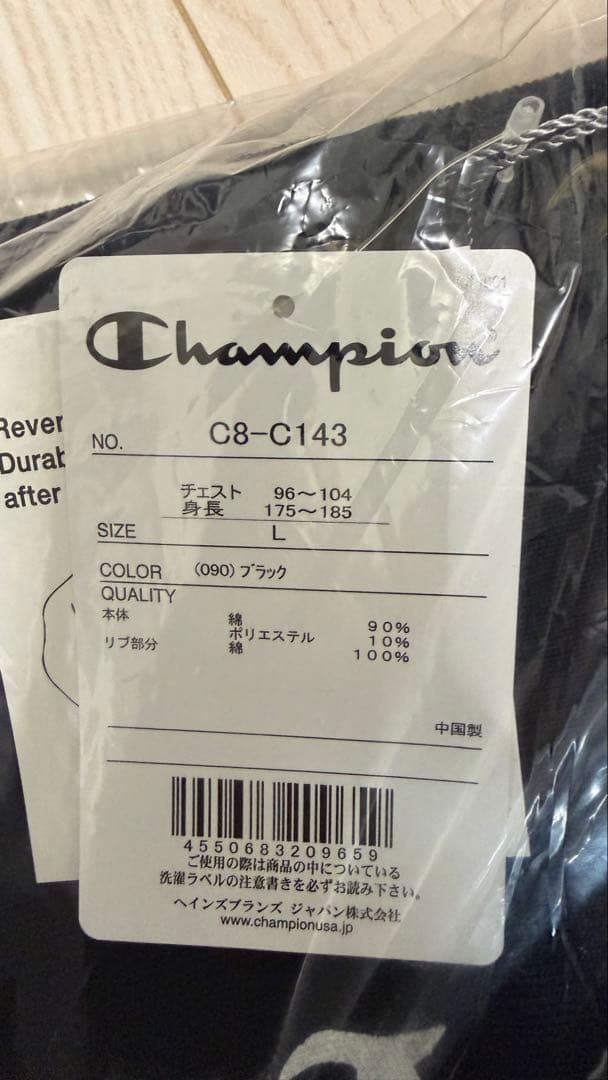 Champion
Rever
Durab
after
NO. C8-C143
チェスト 96～104
身長 175～185
SIZE L
COLOR (090)ブラック
QUALITY
本体 綿 90%
ポリエステル 10%
リブ部分 綿 100%
中国製
4550683209659
ご使用の際は商品の中についている
洗濯ラベルの注意書きを必ずお読み下さい。
ヘインズブランズ ジャパン株式会社
www.championusa.jp